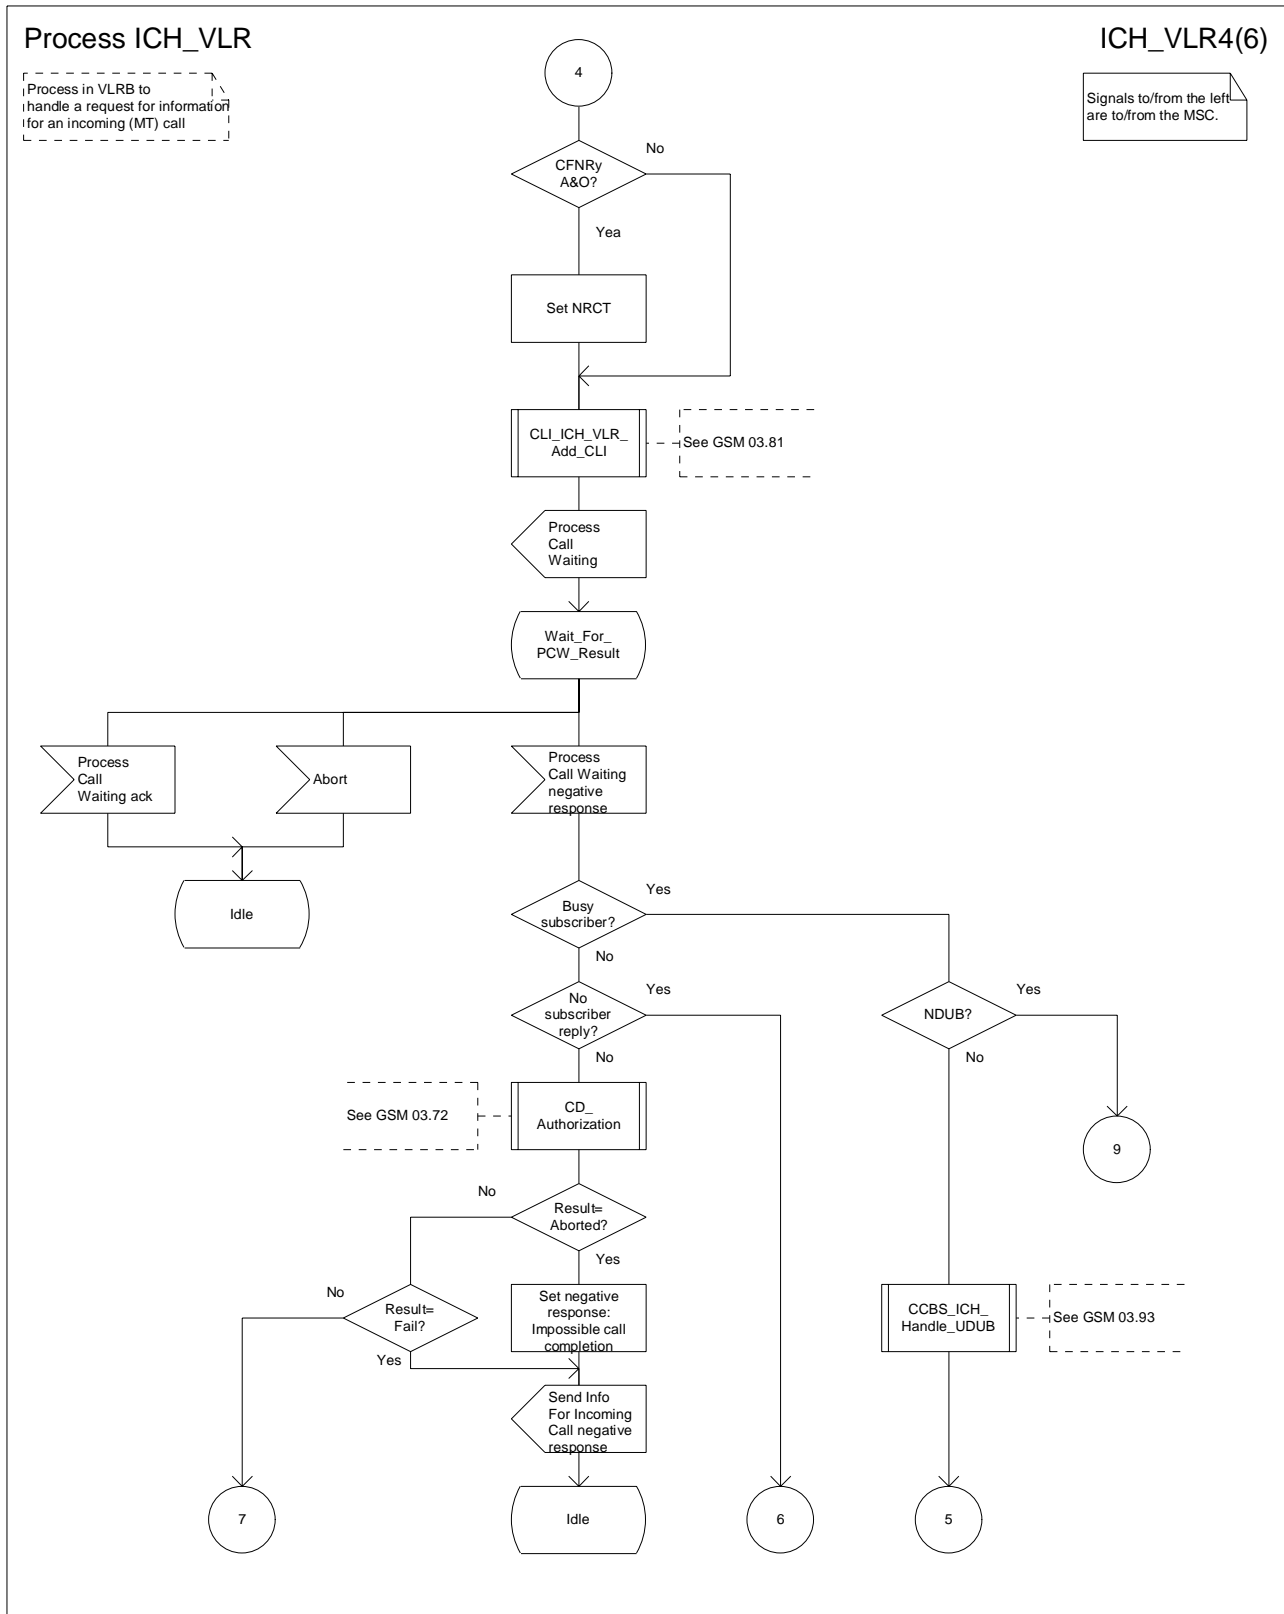 Process ICH_VLR
ICH_VLR4(6)
Process in VLRB to
handle a request for information
for an incoming (MT) call
Signals to/from the left
are to/from the MSC.
4
CFNRy
A&O?
No
Yea
Set NRCT
CLI_ICH_VLR_
Add_CLI
See GSM 03.81
Process
Call
Waiting
Wait_For_
PCW_Result
Process
Call
Waiting ack
Abort
Process
Call Waiting
negative
response
Idle
Busy
subscriber?
Yes
No
No
subscriber
reply?
Yes
No
NDUB?
Yes
No
See GSM 03.72
CD_
Authorization
9
Result=
Aborted?
No
Yes
Result=
Fail?
No
Yes
Set negative
response:
Impossible call
completion
CCBS_ICH_
Handle_UDUB
See GSM 03.93
Send Info
For Incoming
Call negative
response
7
Idle
6
5